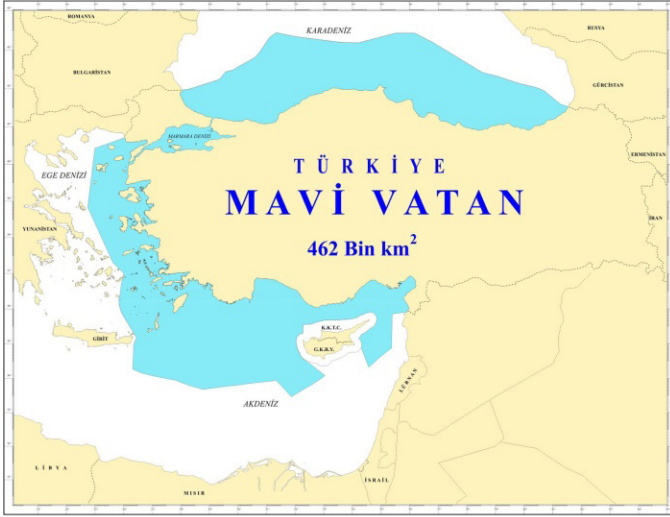 ROMANYA
KARADENİZ
RUSYA
BULGARİSTAN
GÜRCİSTAN
MARMARA DENİZİ
ERMENİSTAN
EGE DENİZİ
TÜRKİYE
MAVİ VATAN
462 Bin km²
İRAN
YUNANİSTAN
K.K.T.C.
G.K.R.Y.
GİRİT
LÜBNAN
AKDENİZ
LİBYA
İSRAİL
MISIR